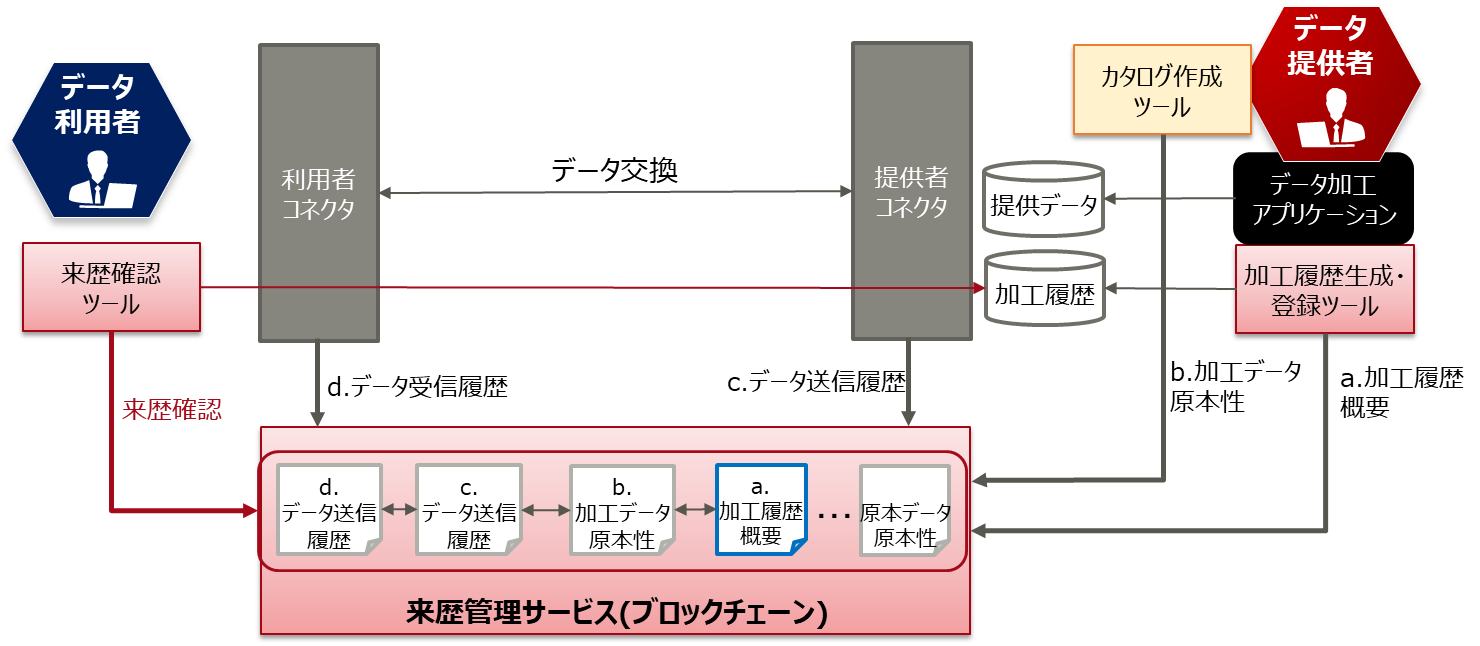 データ
利用者
利用者
コネクタ
データ交換
提供者
コネクタ
カタログ作成
ツール
データ
提供者
提供データ
データ加工
アプリケーション
来歴確認
ツール
加工履歴
加工履歴生成・
登録ツール
来歴確認
d.データ受信履歴
c.データ送信履歴
b.加工データ
原本性
a.加工履歴
概要
d.
データ送信
履歴
c.
データ送信
履歴
b.
加工データ
原本性
a.
加工履歴
概要
...
原本データ
原本性
来歴管理サービス(ブロックチェーン)